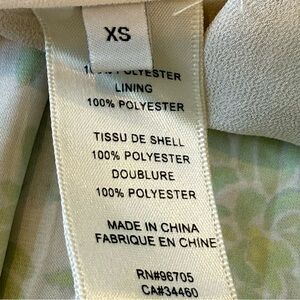 XS
100% POLYESTER
LINING
100% POLYESTER
TISSU DE SHELL
100% POLYESTER
DOUBLURE
100% POLYESTER
MADE IN CHINA
FABRIQUE EN CHINE
RN#96705
CA#34460